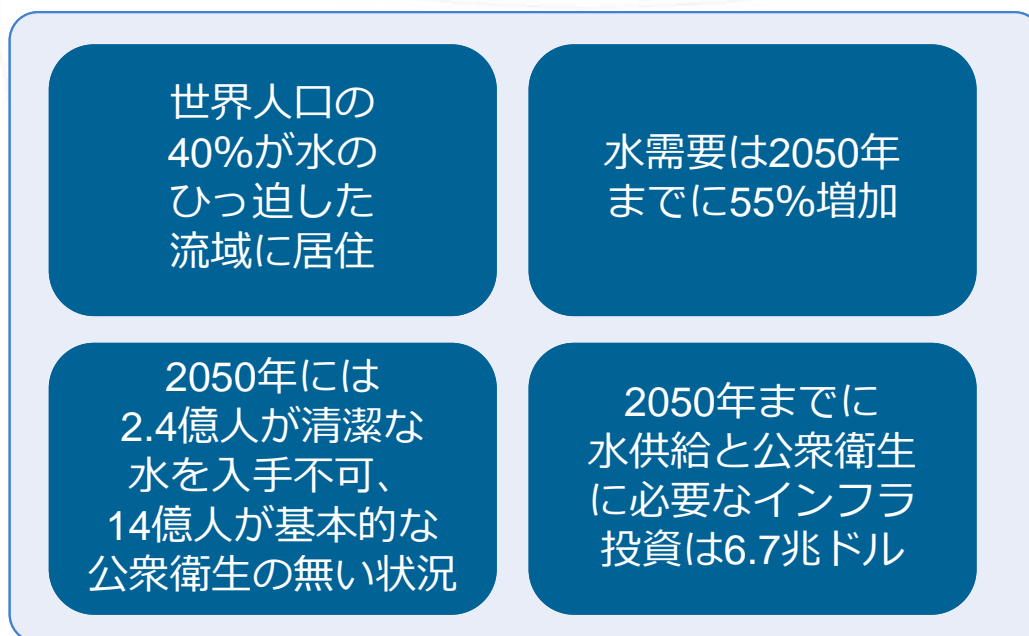 世界人口の
40%が水の
ひっ迫した
流域に居住
水需要は2050年
までに55%増加
2050年には
2.4億人が清潔な
水を入手不可、
14億人が基本的な
公衆衛生の無い状況
2050年までに
水供給と公衆衛生
に必要なインフラ
投資は6.7兆ドル